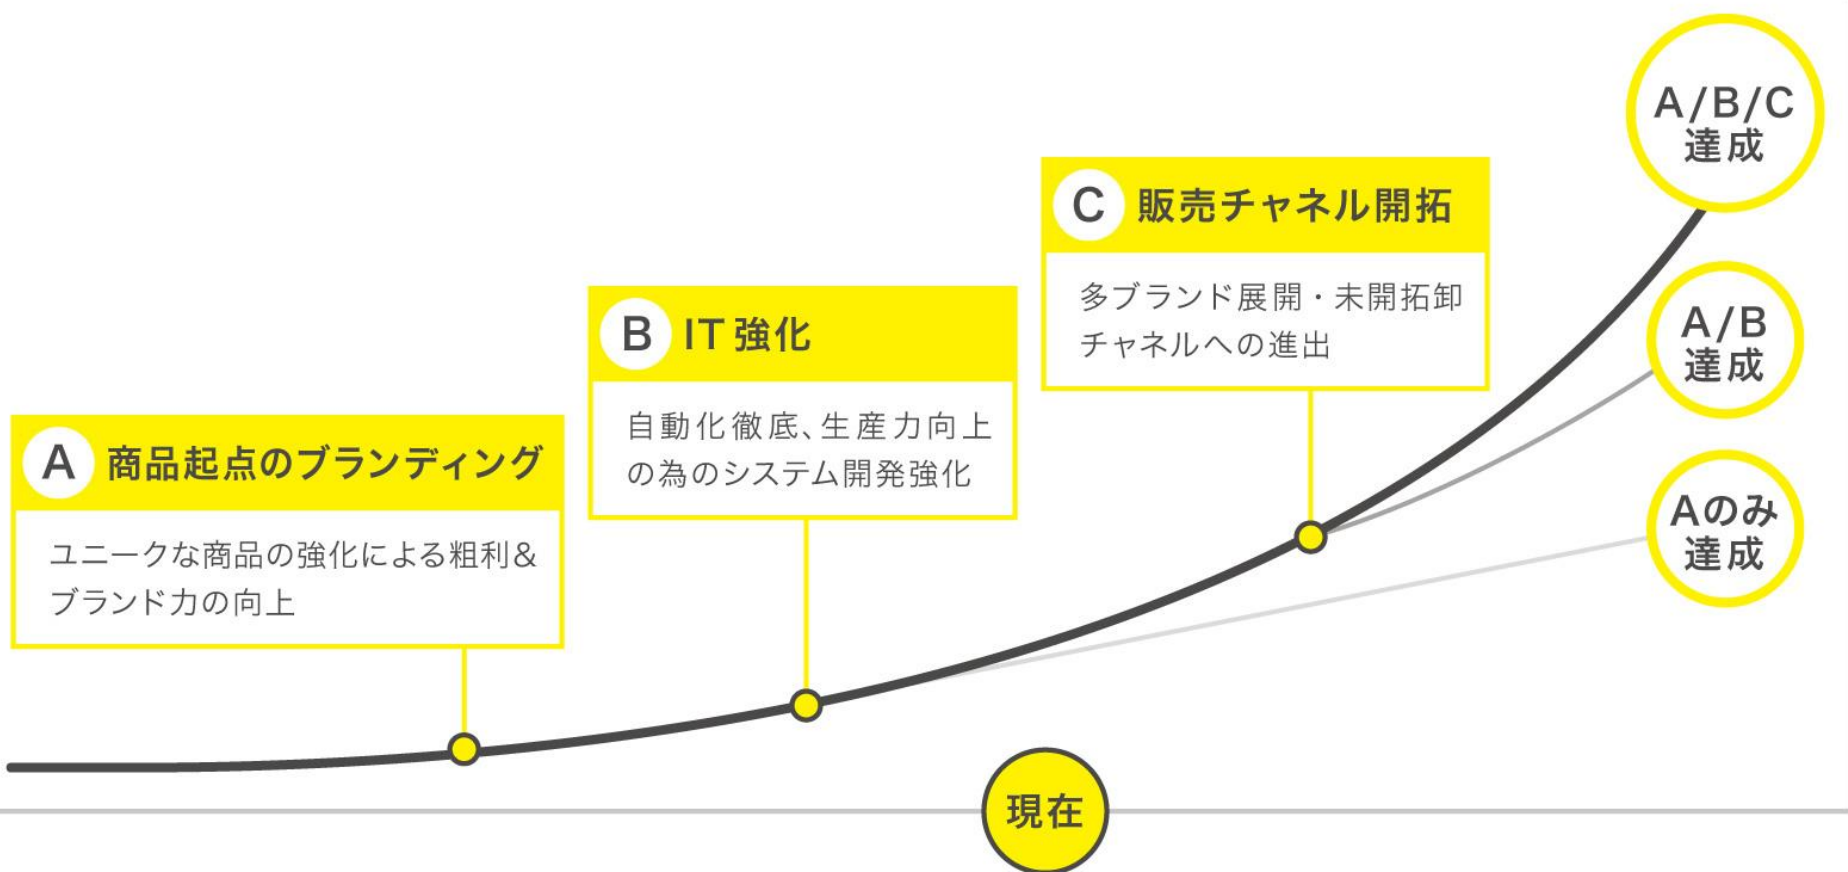 A 商品起点のブランディング
ユニークな商品の強化による粗利＆
ブランド力の向上
B IT強化
自動化徹底、生産力向上
の為のシステム開発強化
C 販売チャネル開拓
多ブランド展開・未開拓卸
チャネルへの進出
A/B/C
達成
A/B
達成
Aのみ
達成
現在